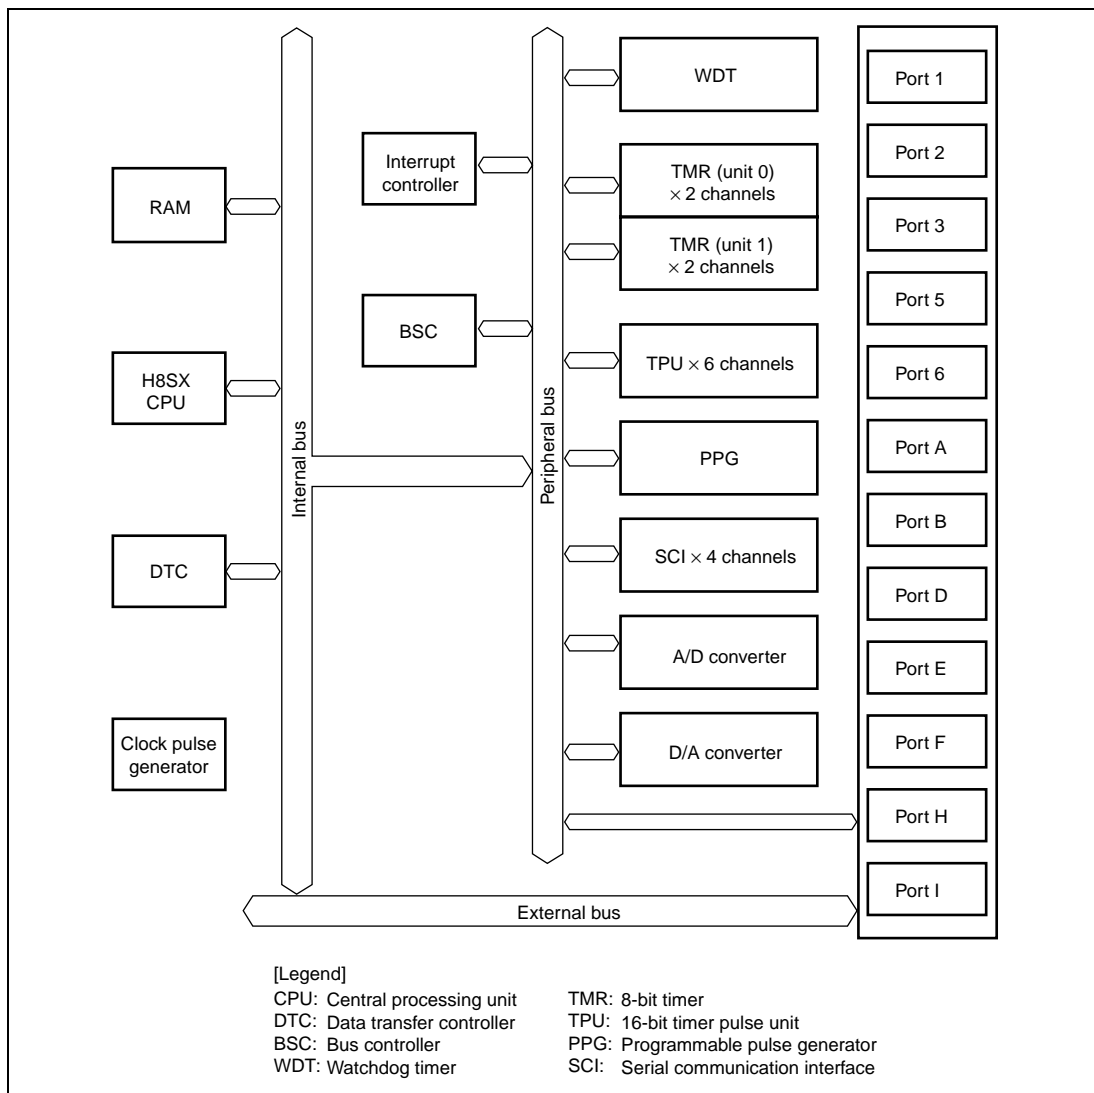 WDT
Port 1
Interrupt
controller
TMR (unit 0)
× 2 channels
Port 2
RAM
TMR (unit 1)
× 2 channels
Port 3
BSC
Port 5
H8SX
CPU
TPU × 6 channels
Port 6
Internal bus
Peripheral bus
PPG
Port A
Port B
DTC
SCI × 4 channels
Port D
A/D converter
Port E
Clock pulse
generator
D/A converter
Port F
Port H
Port I
External bus
[Legend]
CPU: Central processing unit
DTC: Data transfer controller
BSC: Bus controller
WDT: Watchdog timer
TMR: 8-bit timer
TPU: 16-bit timer pulse unit
PPG: Programmable pulse generator
SCI: Serial communication interface